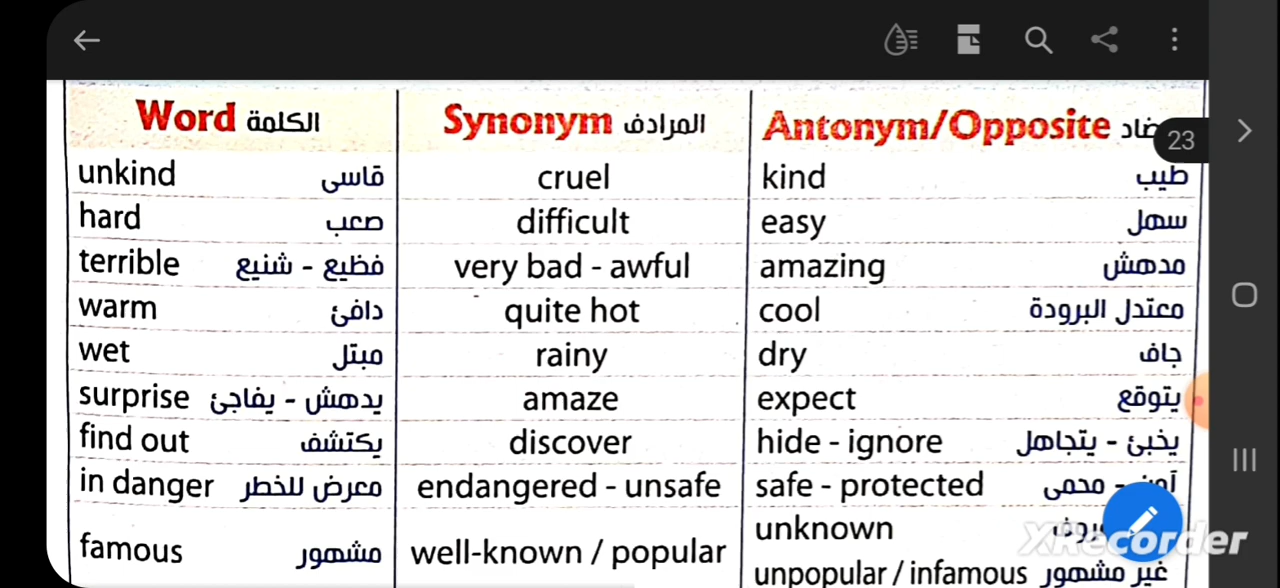 Word الكلمة Synonym المرادف Antonym/Opposite
23
unkind قاسى cruel kind طيب
hard صعب difficult easy سهل
terrible فظيع - شنيع very bad - awful amazing مدهش
warm دافئ quite hot cool معتدل البرودة
wet مبتل rainy dry جاف
surprise يدهش - يفاجئ amaze expect يتوقع
find out يكتشف discover hide - ignore يخبئ - يتجاهل
in danger معرض للخطر endangered - unsafe safe - protected آمن - محمى
famous مشهور well-known / popular unknown
unpopular / infamous غير مشهور
XRecorder